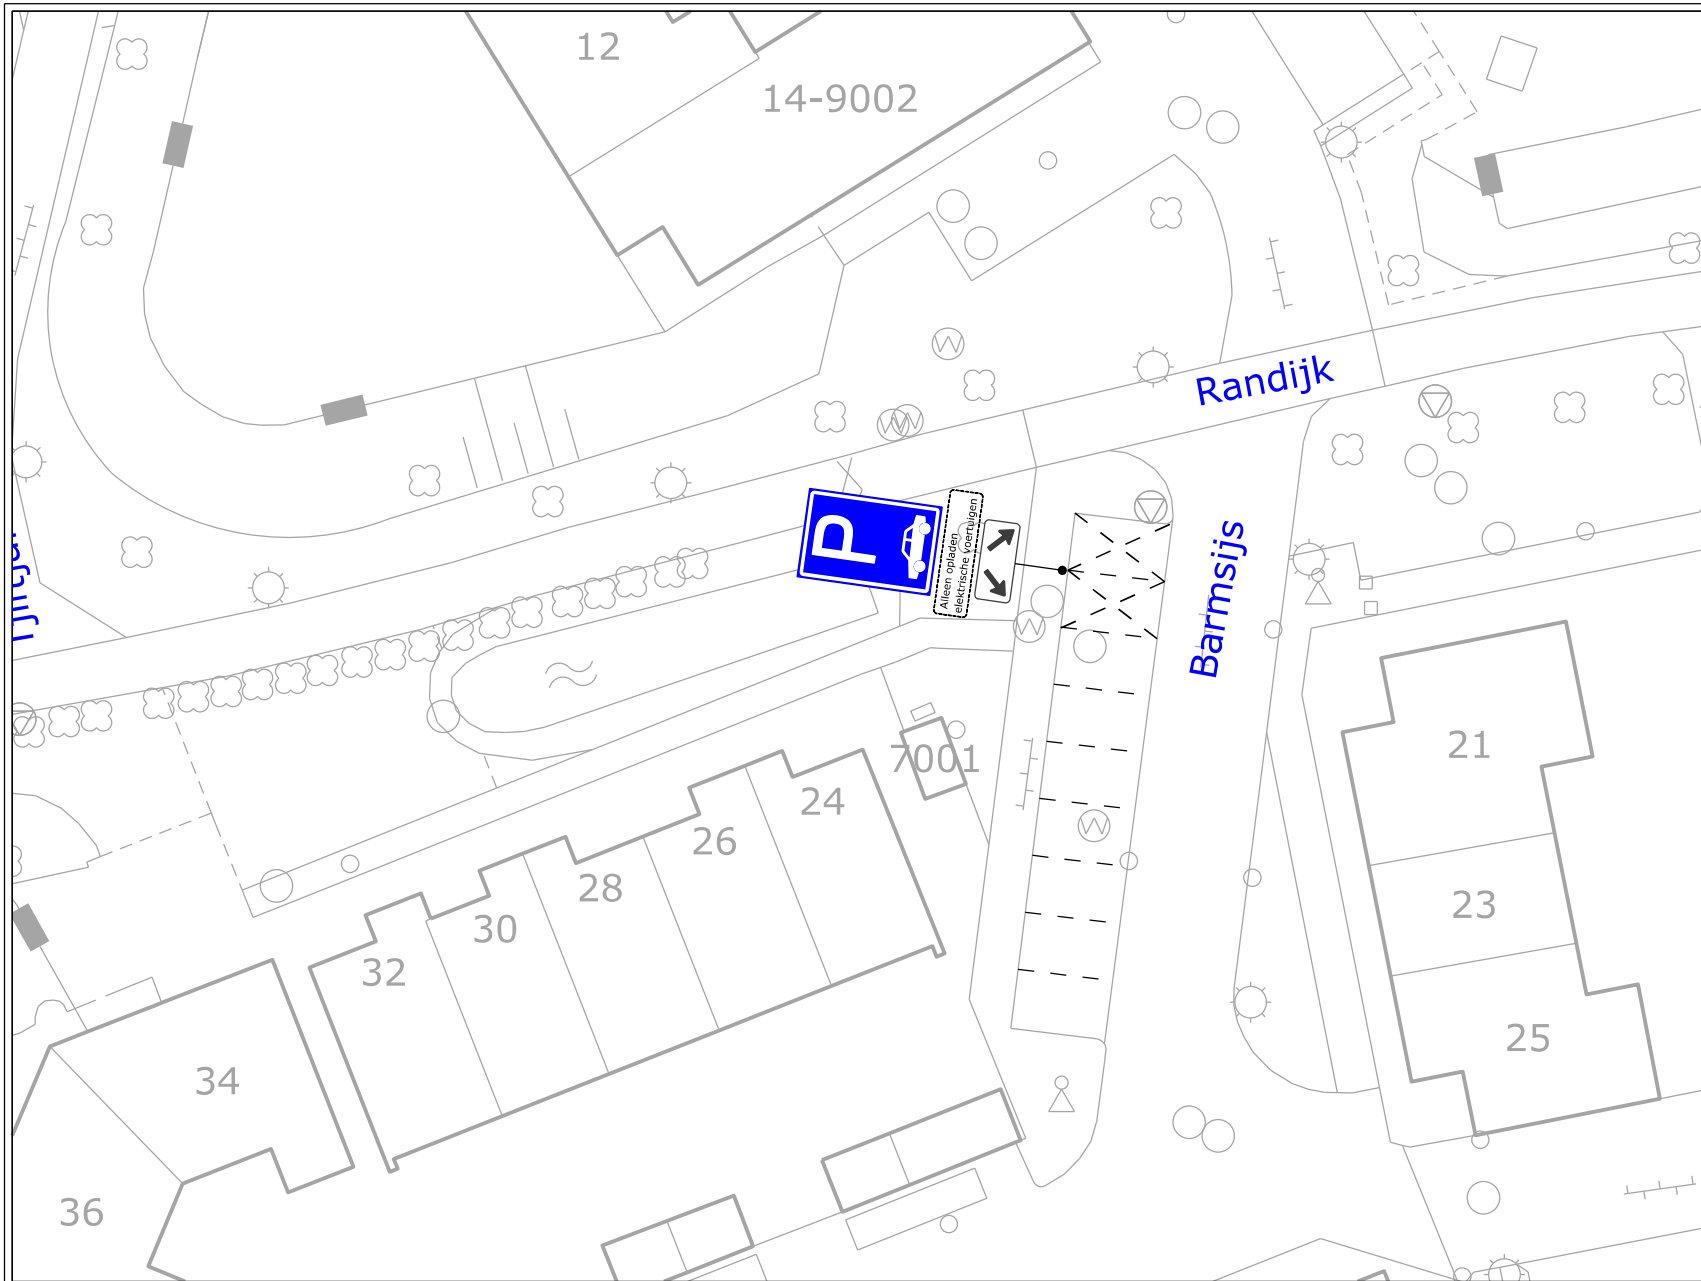 12
14-9002
Randijk
P
Alleen opladen
elektrische voertuigen
Barmsijs
7001
21
24
26
28
23
30
32
25
34
36